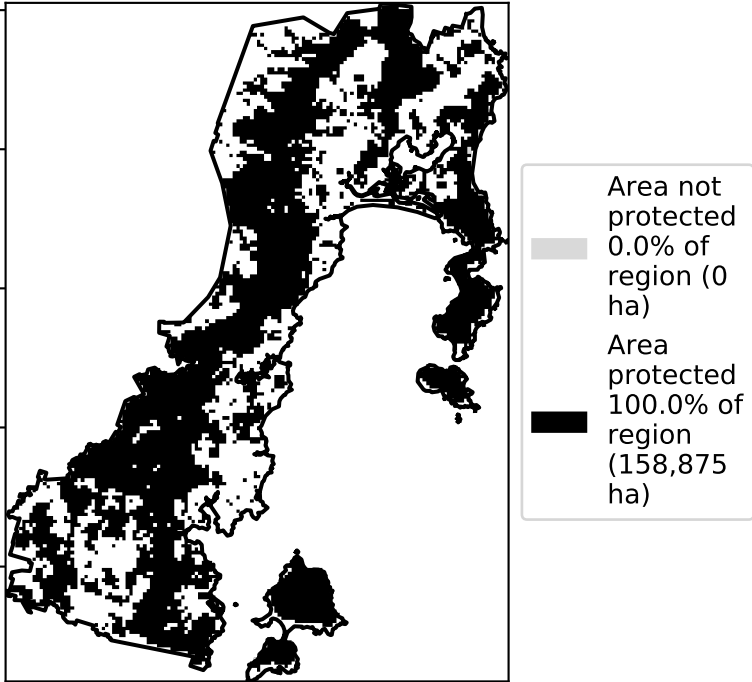 Area not
protected
0.0% of
region (0
ha)
Area
protected
100.0% of
region
(158,875
ha)